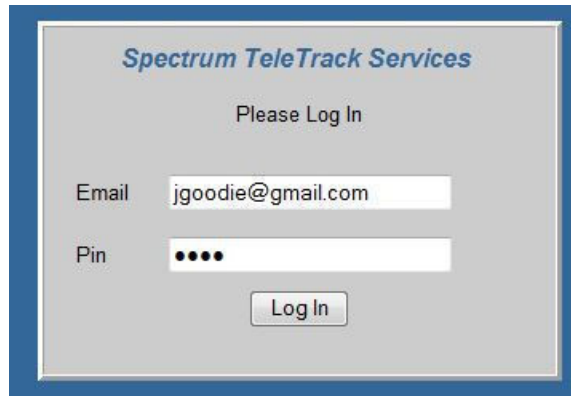 Spectrum TeleTrack Services
Please Log In
Email jgoodie@gmail.com
Pin ●●●●
Log In